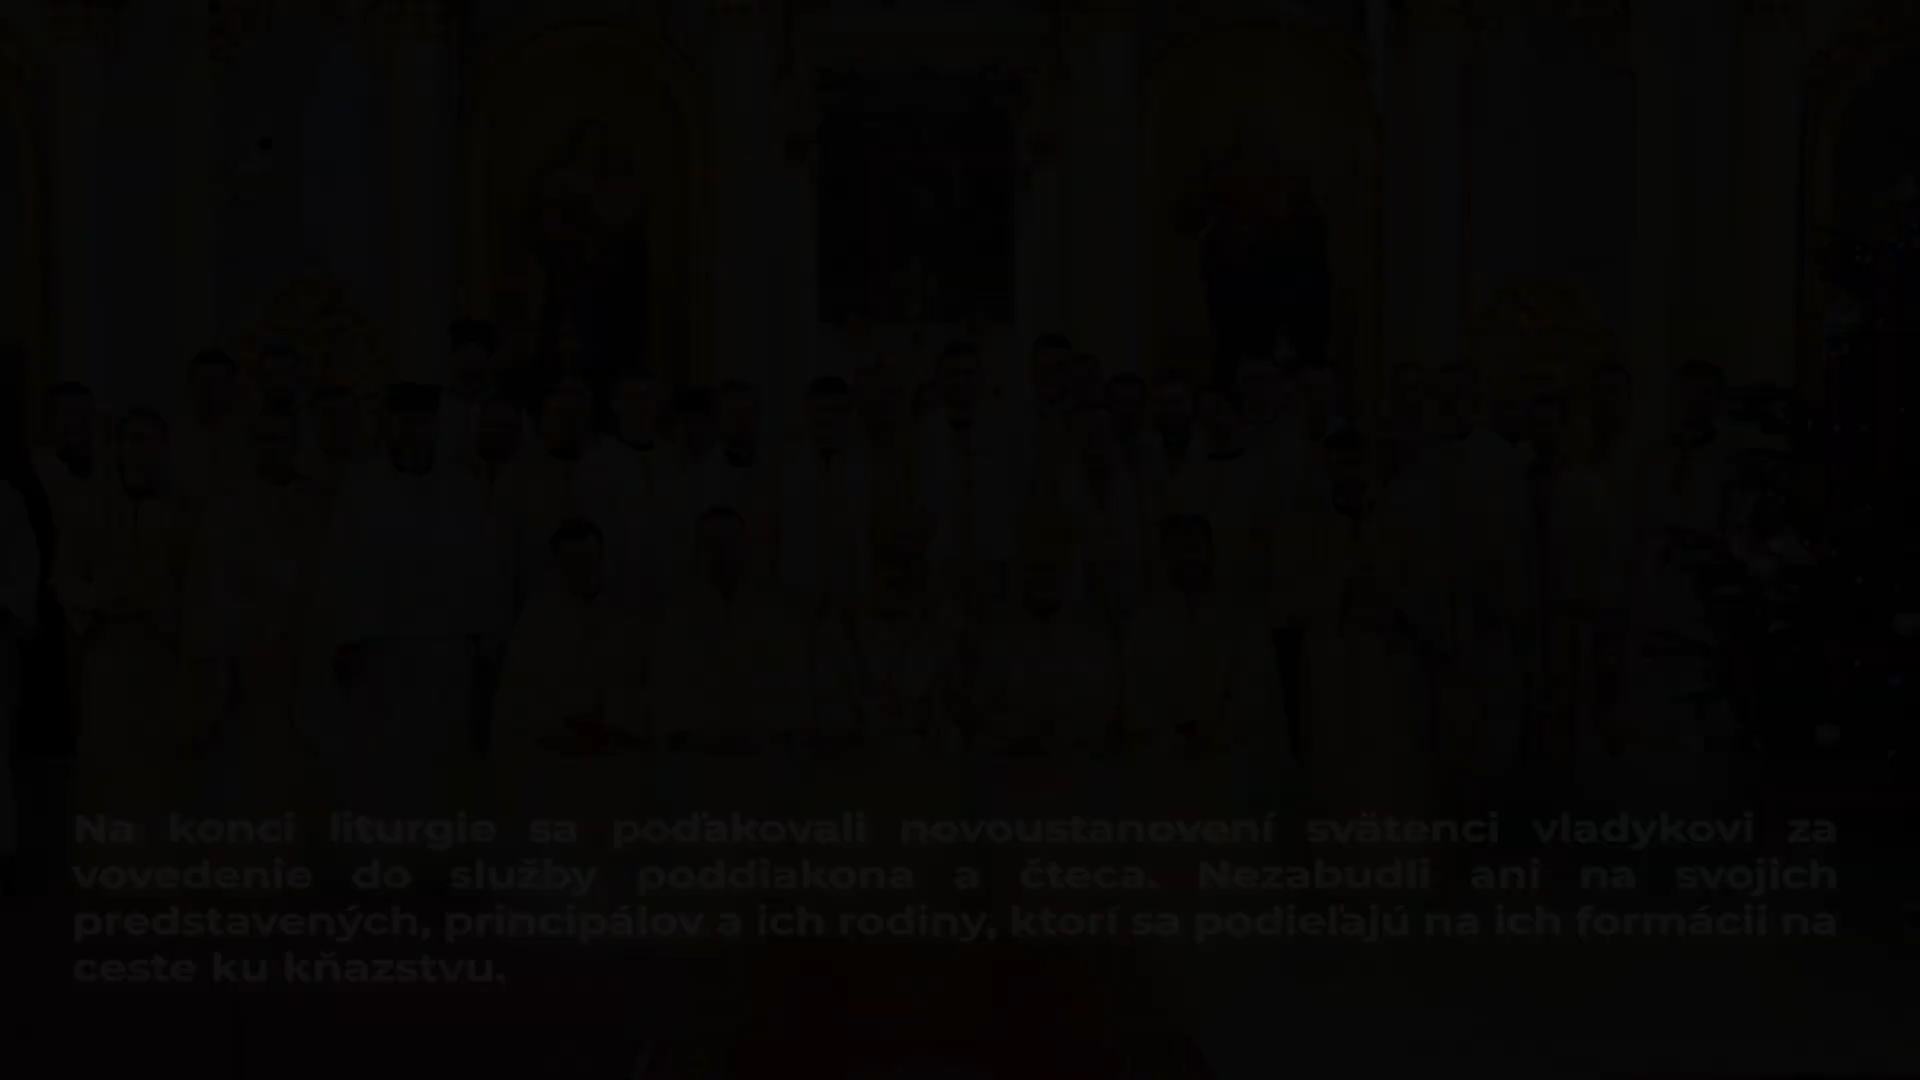 Na konci liturgie sa poďakovali novoustanovení svätenci vladykovi za
vovedenie do služby poddiakona a čteca. Nezabudli ani na svojich
predstavených, principálov a ich rodiny, ktorí sa podieľajú na ich formácii na
ceste ku kňazstvu.